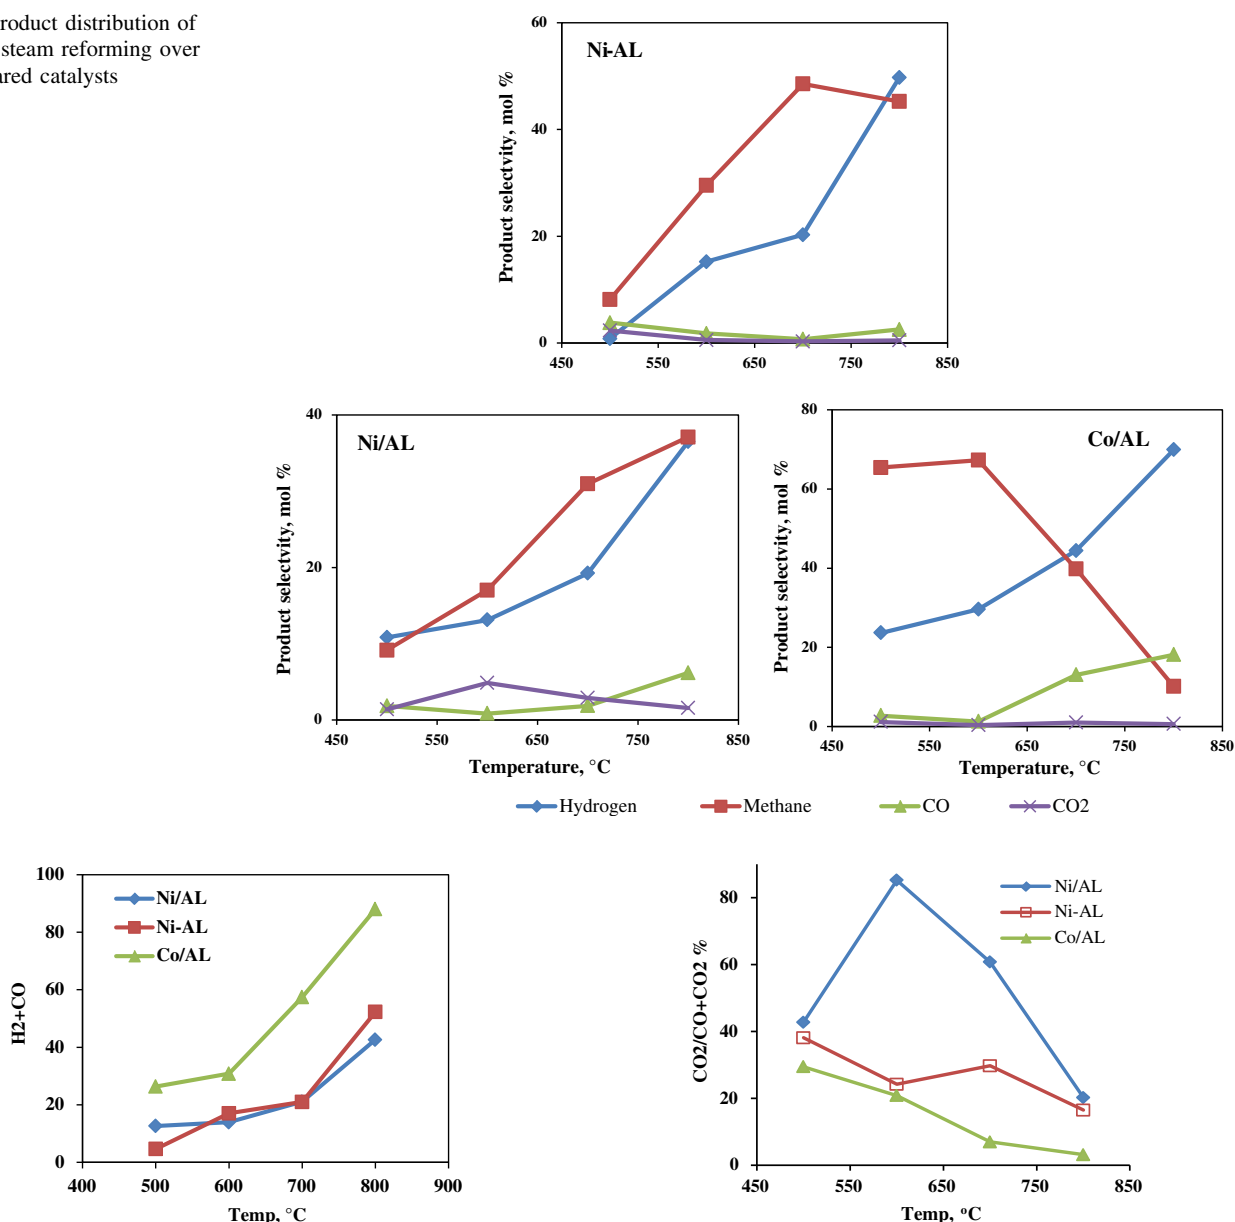 roduct distribution of
steam reforming over
ared catalysts
Ni-AL
Product selectvity, mol %
60
40
20
0
450 550 650 750 850
Ni/AL
Product selectvity, mol %
40
20
0
450 550 650 750 850
Temperature, °C
Co/AL
Product selectvity, mol %
80
60
40
20
0
450 550 650 750 850
Temperature, °C
Hydrogen Methane CO CO2
Ni/AL
Ni-AL
Co/AL
H2+CO
100
80
60
40
20
0
400 500 600 700 800 900
Temp, °C
Ni/AL
Ni-AL
Co/AL
CO2/CO+CO2 %
80
60
40
20
0
450 550 650 750 850
Temp, °C